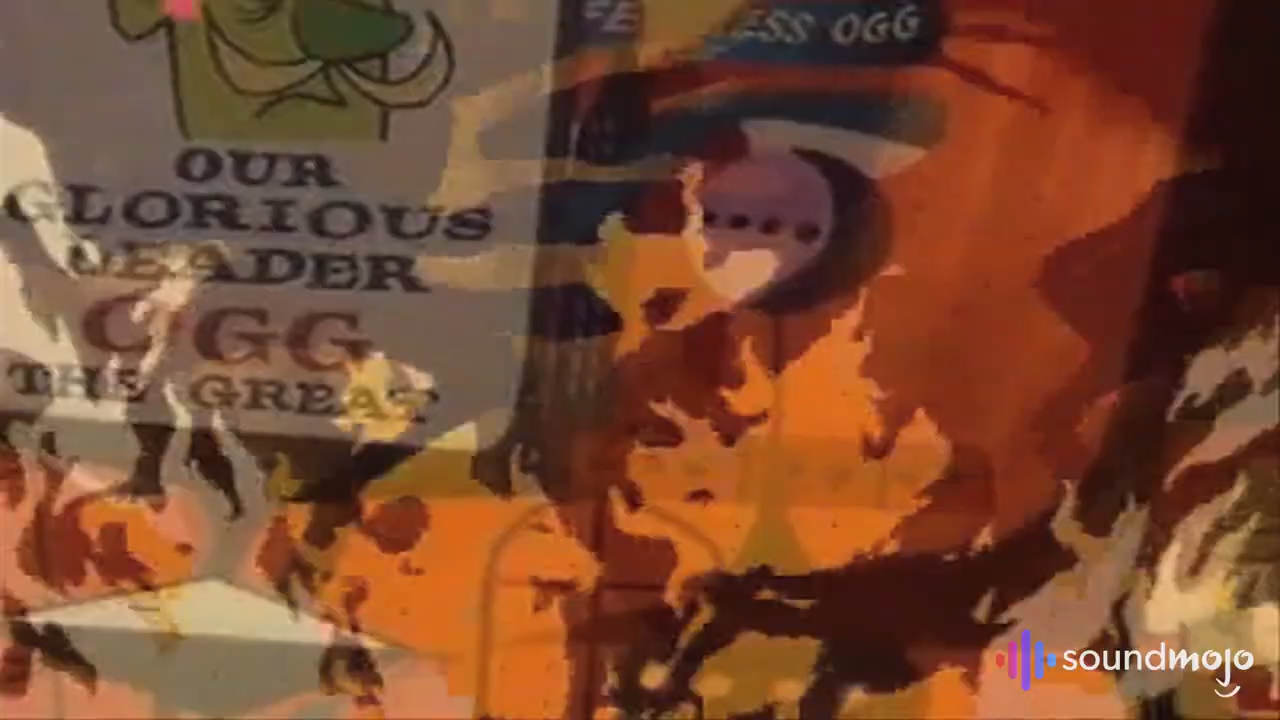 ESS OGG
OUR
GLORIOUS
LEADER
OGG
THE GREAT
soundmojo